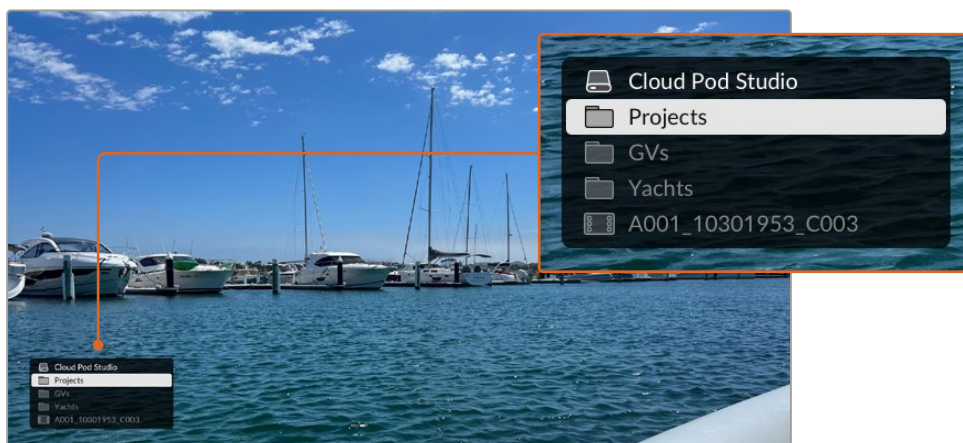 Cloud Pod Studio
Projects
GVs
Yachts
A001_10301953_C003
Cloud Pod Studio
Projects
GVs
Yachts
A001_10301953_C003